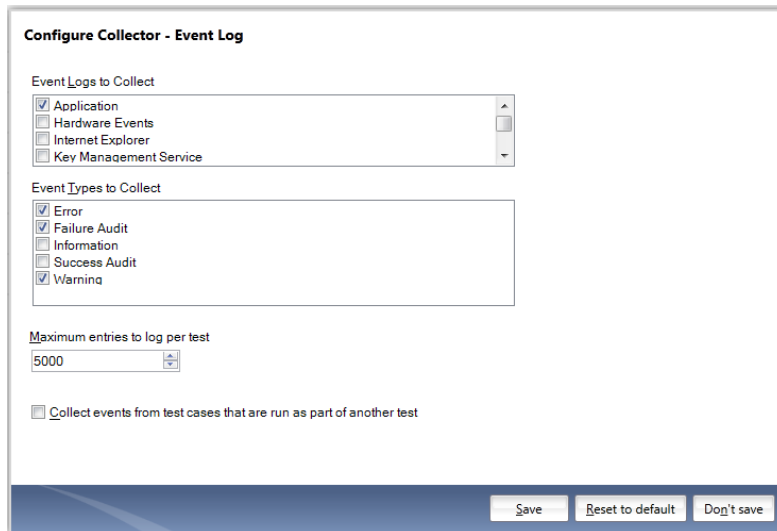 Configure Collector - Event Log
Event Logs to Collect
Application
Hardware Events
Internet Explorer
Key Management Service
Event Types to Collect
Error
Failure Audit
Information
Success Audit
Warning
Maximum entries to log per test
5000
Collect events from test cases that are run as part of another test
Save Reset to default Don't save